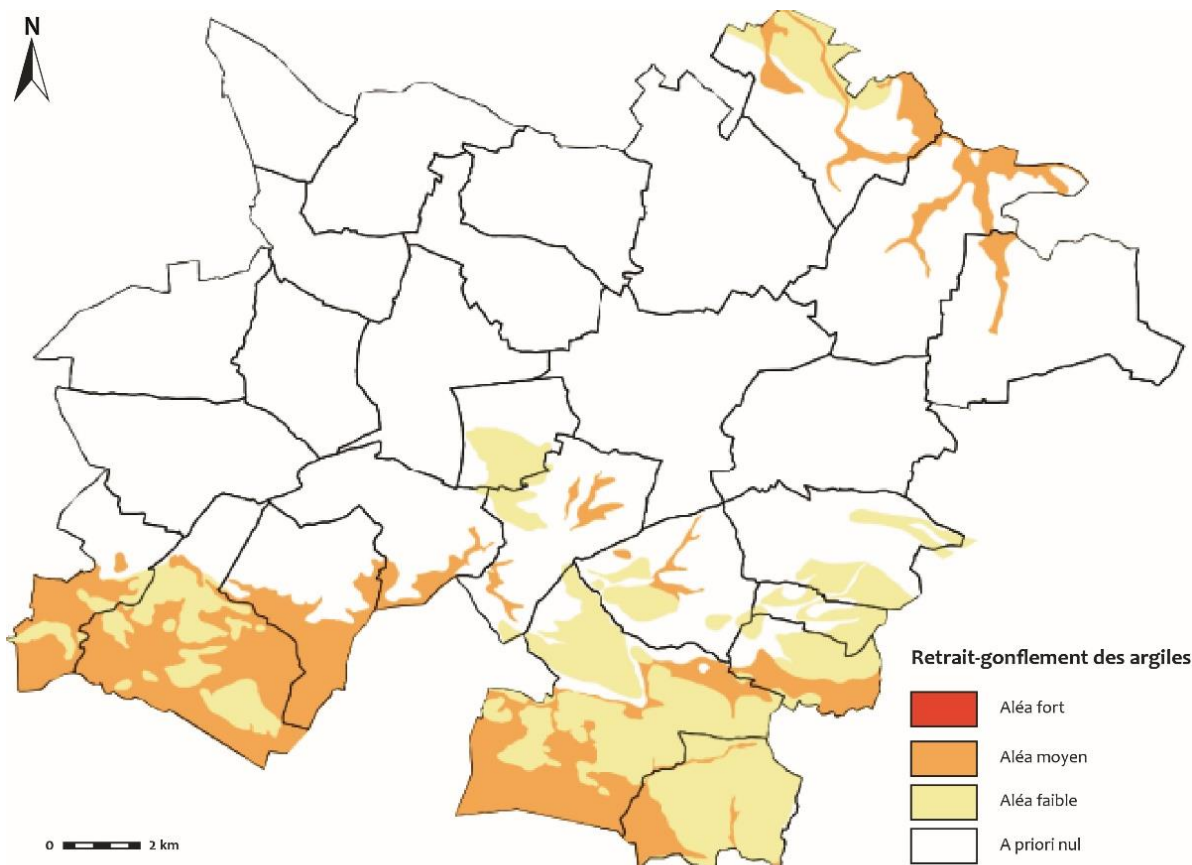 N
Retrait-gonflement des argiles
Aléa fort
Aléa moyen
Aléa faible
A priori nul
0 2 km